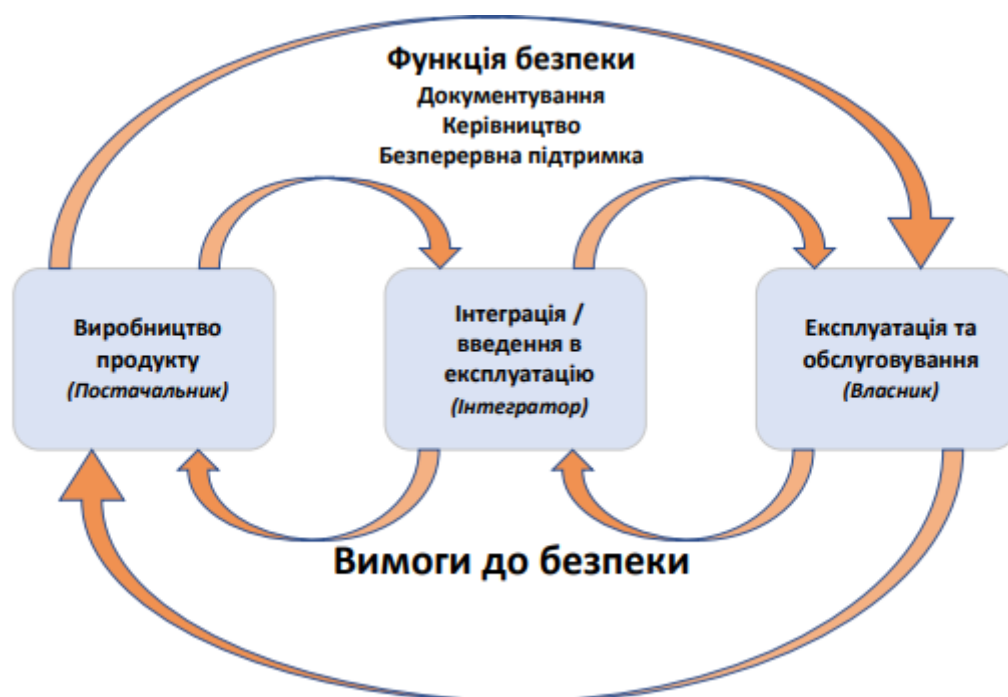 Функція безпеки
Документування
Керівництво
Безперервна підтримка
Виробництво
продукту
(Постачальник)
Інтеграція /
введення в
експлуатацію
(Інтегратор)
Експлуатація та
обслуговування
(Власник)
Вимоги до безпеки